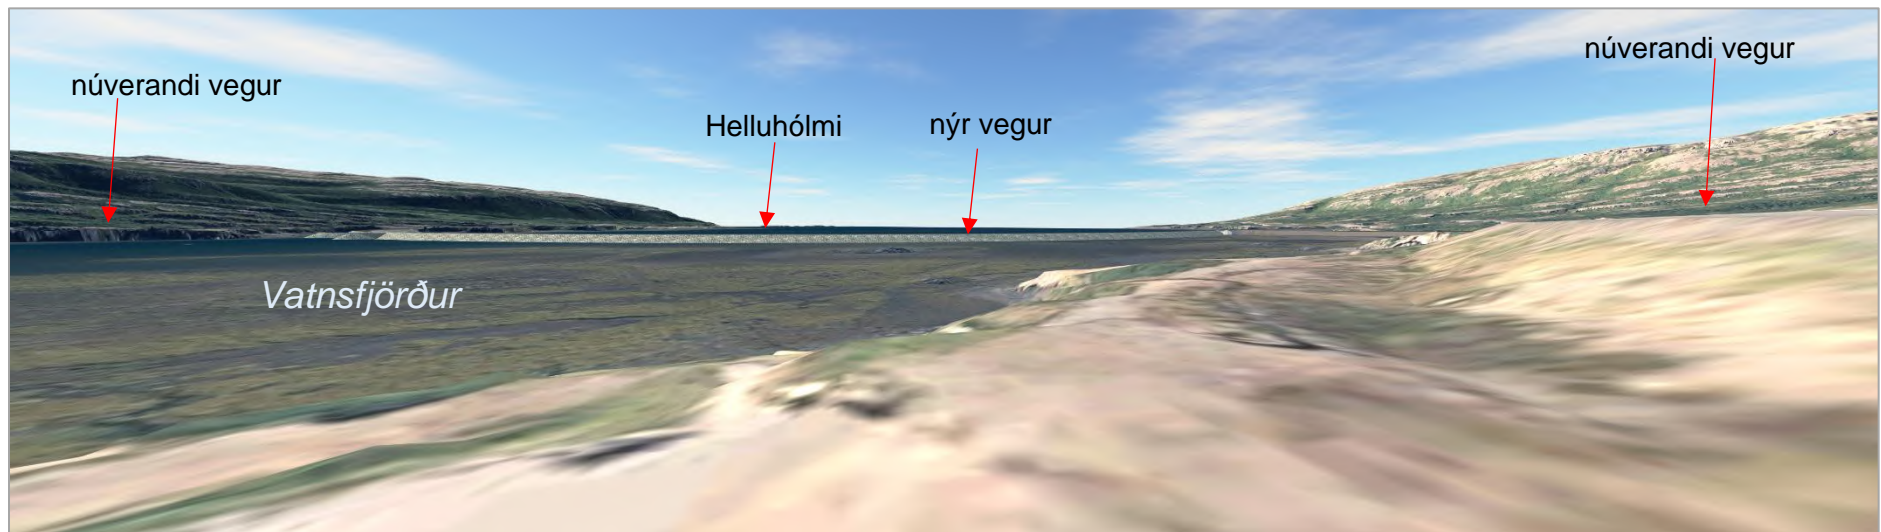 núverandi vegur
Helluhólmi
nýr vegur
núverandi vegur
Vatnsfjörður